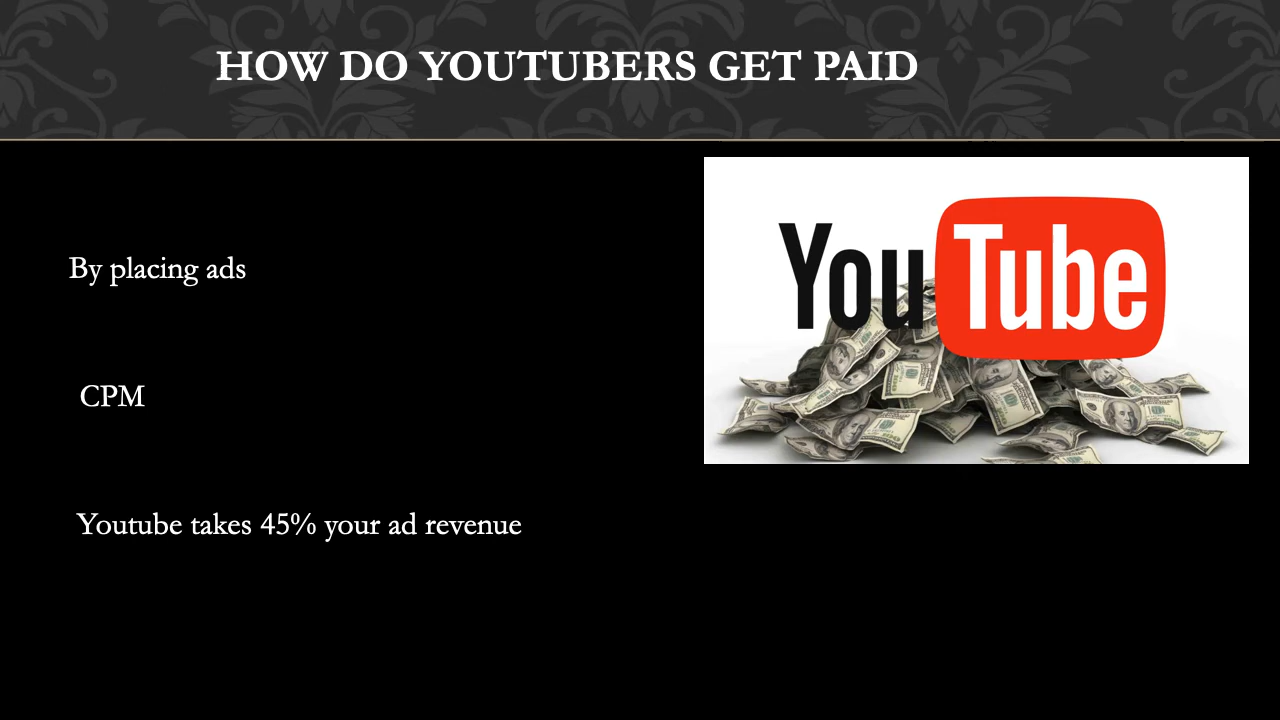 HOW DO YOUTUBERS GET PAID
By placing ads
CPM
Youtube takes 45% your ad revenue
YouTube